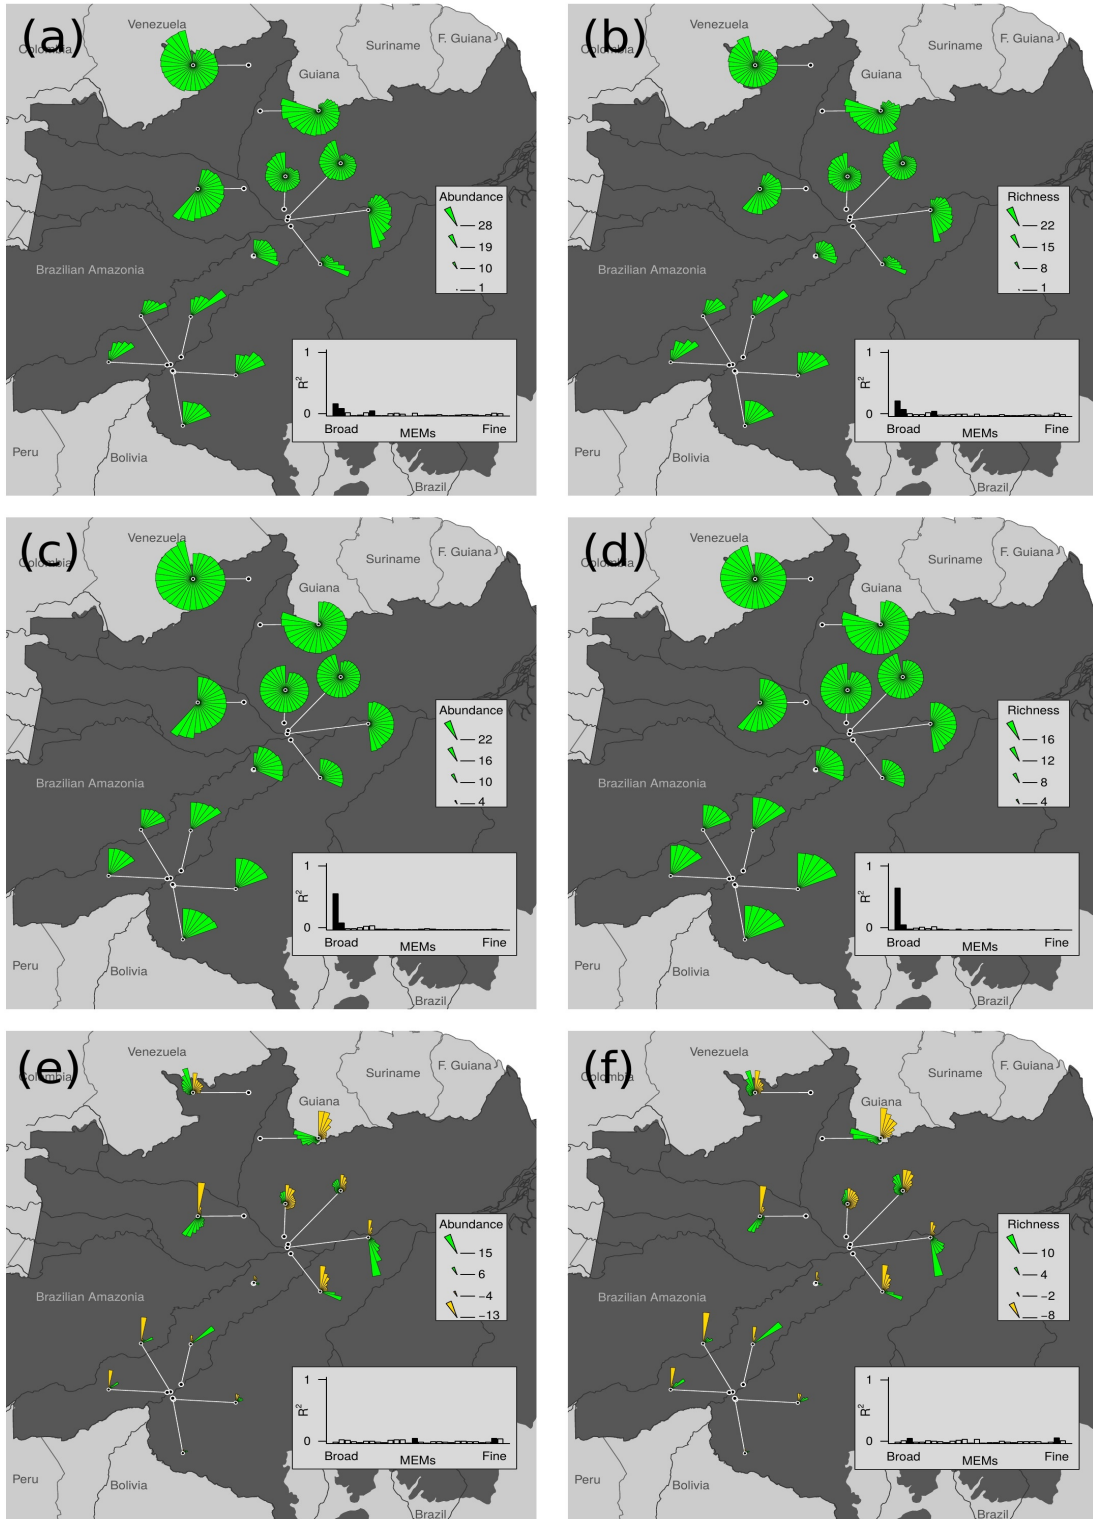 (a)
Venezuela
Colombia
Suriname
F. Guiana
Guiana
Abundance
28
19
10
1
Brazilian Amazonia
1
R²
0
Broad
MEMs
Fine
Peru
Bolivia
Brazil
(b)
Venezuela
Colombia
Suriname
F. Guiana
Guiana
Richness
22
15
8
1
Brazilian Amazonia
1
R²
0
Broad
MEMs
Fine
Peru
Bolivia
Brazil
(c)
Venezuela
Colombia
Suriname
F. Guiana
Guiana
Abundance
22
16
10
4
Brazilian Amazonia
1
R²
0
Broad
MEMs
Fine
Peru
Bolivia
Brazil
(d)
Venezuela
Colombia
Suriname
F. Guiana
Guiana
Richness
16
12
8
4
Brazilian Amazonia
1
R²
0
Broad
MEMs
Fine
Peru
Bolivia
Brazil
(e)
Venezuela
Colombia
Suriname
F. Guiana
Guiana
Abundance
15
6
−4
−13
Brazilian Amazonia
1
R²
0
Broad
MEMs
Fine
Peru
Bolivia
Brazil
(f)
Venezuela
Colombia
Suriname
F. Guiana
Guiana
Richness
10
4
−2
−8
Brazilian Amazonia
1
R²
0
Broad
MEMs
Fine
Peru
Bolivia
Brazil